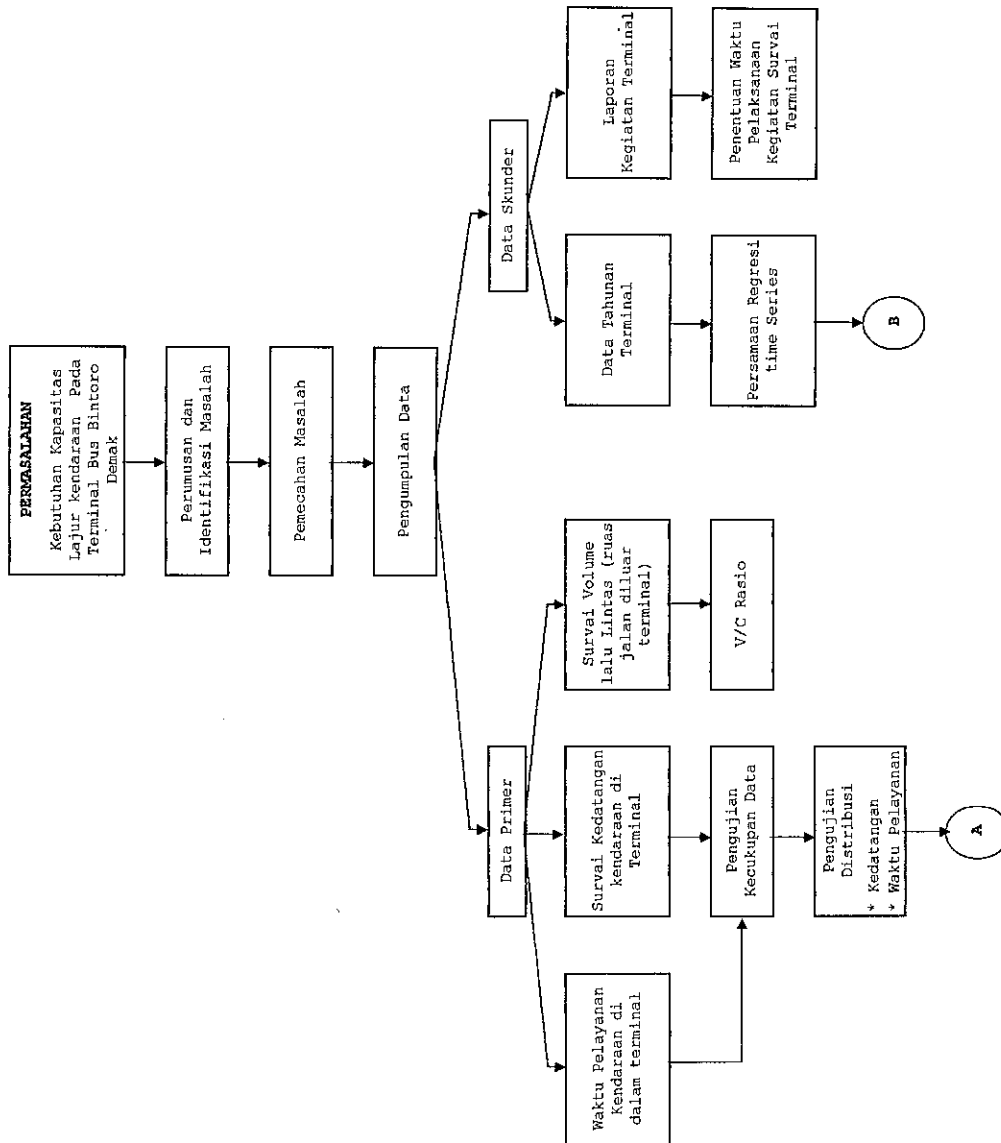 PERMASALAHAN
Kebutuhan Kapasitas
Lajur kendaraan Pada
Terminal Bus Bintoro
Demak
Perumusan dan
Identifikasi Masalah
Pemecahan Masalah
Pengumpulan Data
Data Primer
Data Skunder
Waktu Pelayanan
Kendaraan di
dalam terminal
Survai Kedatangan
kendaraan di
Terminal
Survai Volume
lalu Lintas (ruas
jalan diluar
terminal)
Data Tahunan
Terminal
Laporan
Kegiatan Terminal
Pengujian
Kecukupan Data
V/C Rasio
Persamaan Regresi
time Series
Penentuan Waktu
Pelaksanaan
Kegiatan Survai
Terminal
Pengujian
Distribusi
* Kedatangan
* Waktu Pelayanan
A
B